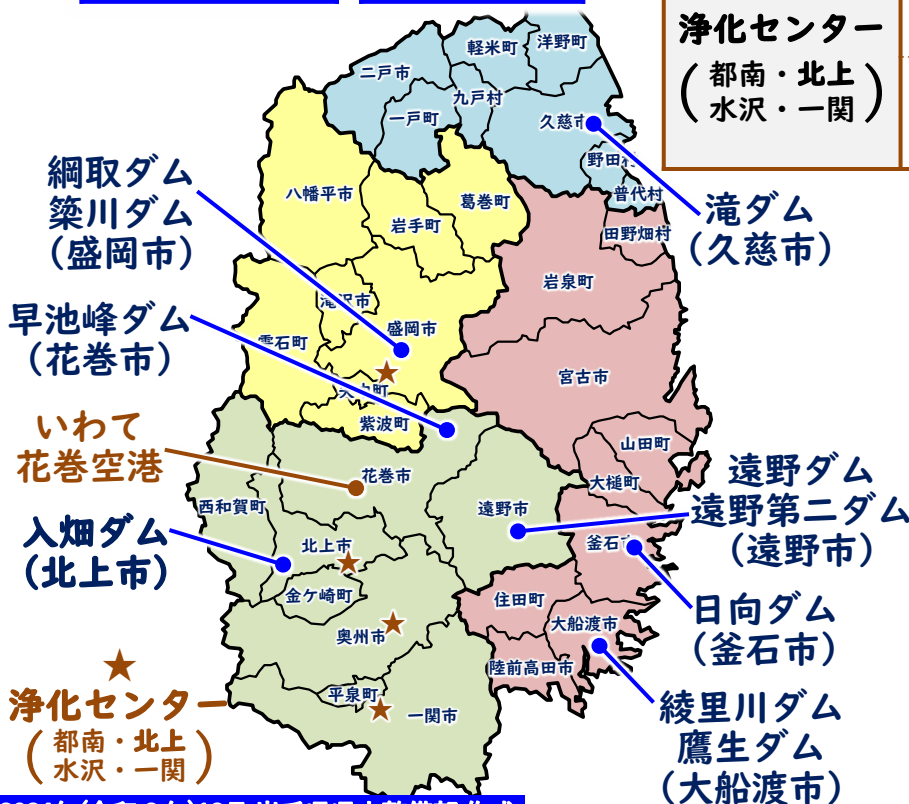 浄化センター
(都南・北上
水沢・一関)
軽米町
洋野町
二戸市
九戸村
一戸町
久慈市
野田村
普代村
綱取ダム
簗川ダム
(盛岡市)
八幡平市
葛巻町
岩手町
田野畑村
滝ダム
(久慈市)
岩泉町
滝沢市
盛岡市
早池峰ダム
(花巻市)
雫石町
矢巾町
紫波町
宮古市
いわて
花巻空港
山田町
大槌町
花巻市
西和賀町
遠野市
遠野ダム
遠野第二ダム
(遠野市)
入畑ダム
(北上市)
北上市
釜石市
金ケ崎町
住田町
大船渡市
奥州市
日向ダム
(釜石市)
陸前高田市
平泉町
一関市
浄化センター
(都南・北上
水沢・一関)
綾里川ダム
鷹生ダム
(大船渡市)